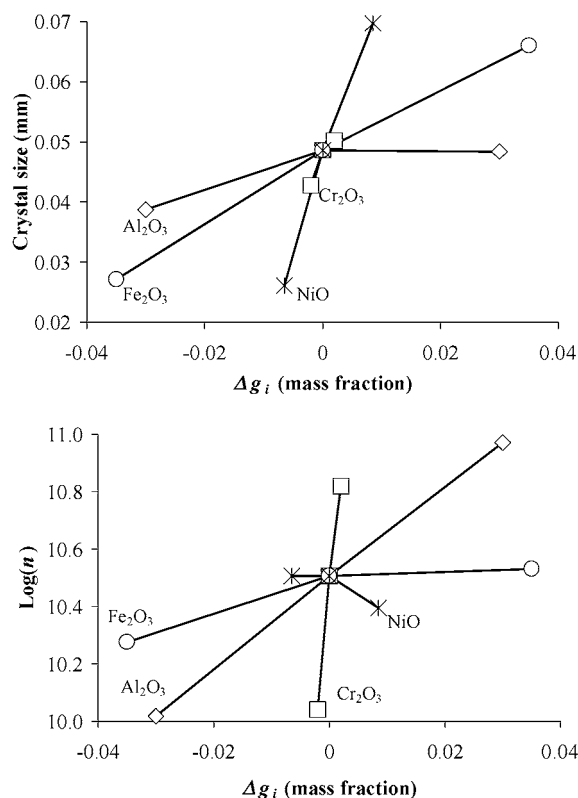 0.07
0.06
0.05
0.04
0.03
0.02
Crystal size (mm)
Al₂O₃
Cr₂O₃
Fe₂O₃
NiO
-0.04 -0.02 0 0.02 0.04
Δg i (mass fraction)
11.0
10.8
10.6
10.4
10.2
10.0
Log(n)
Fe₂O₃
NiO
Al₂O₃
Cr₂O₃
-0.04 -0.02 0 0.02 0.04
Δg i (mass fraction)